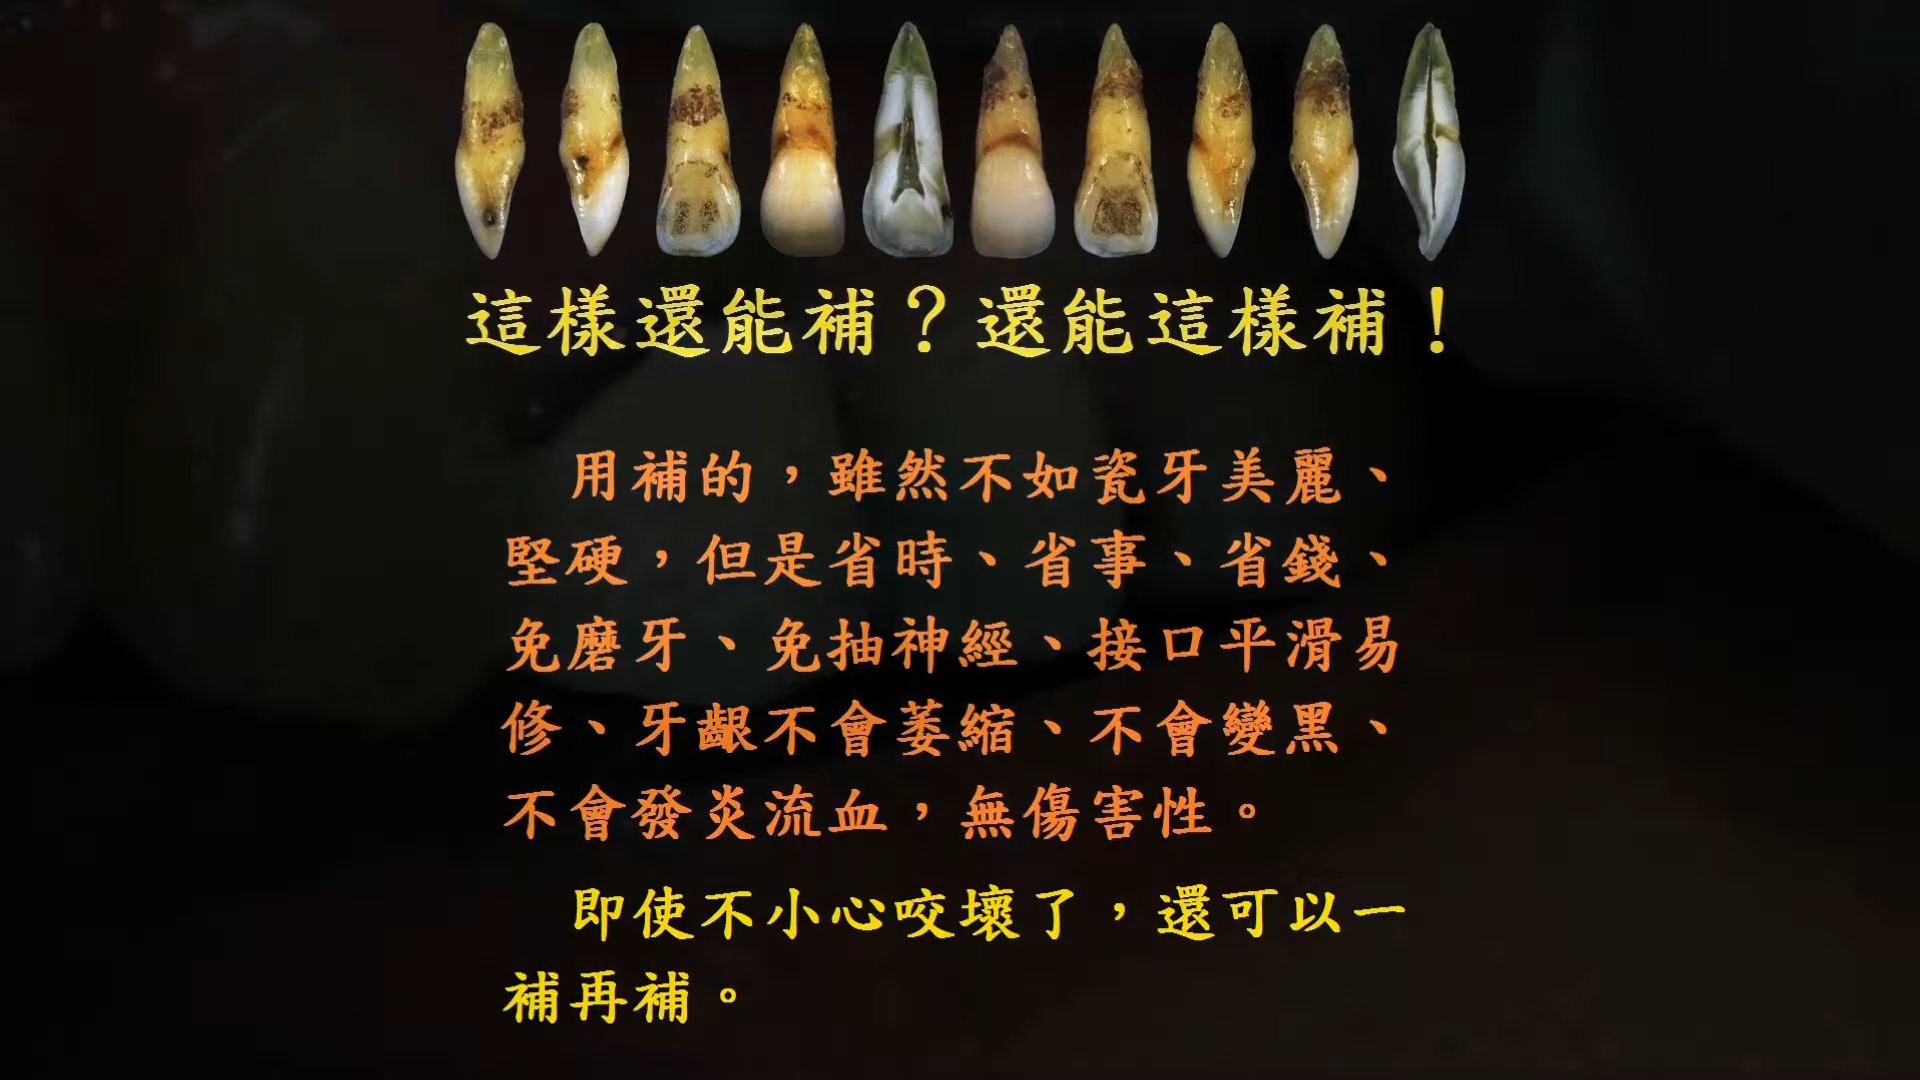 這樣還能補？還能這樣補！
用補的，雖然不如瓷牙美麗、
堅硬，但是省時、省事、省錢、
免磨牙、免抽神經、接口平滑易
修、牙齦不會萎縮、不會變黑、
不會發炎流血，無傷害性。
即使不小心咬壞了，還可以一
補再補。